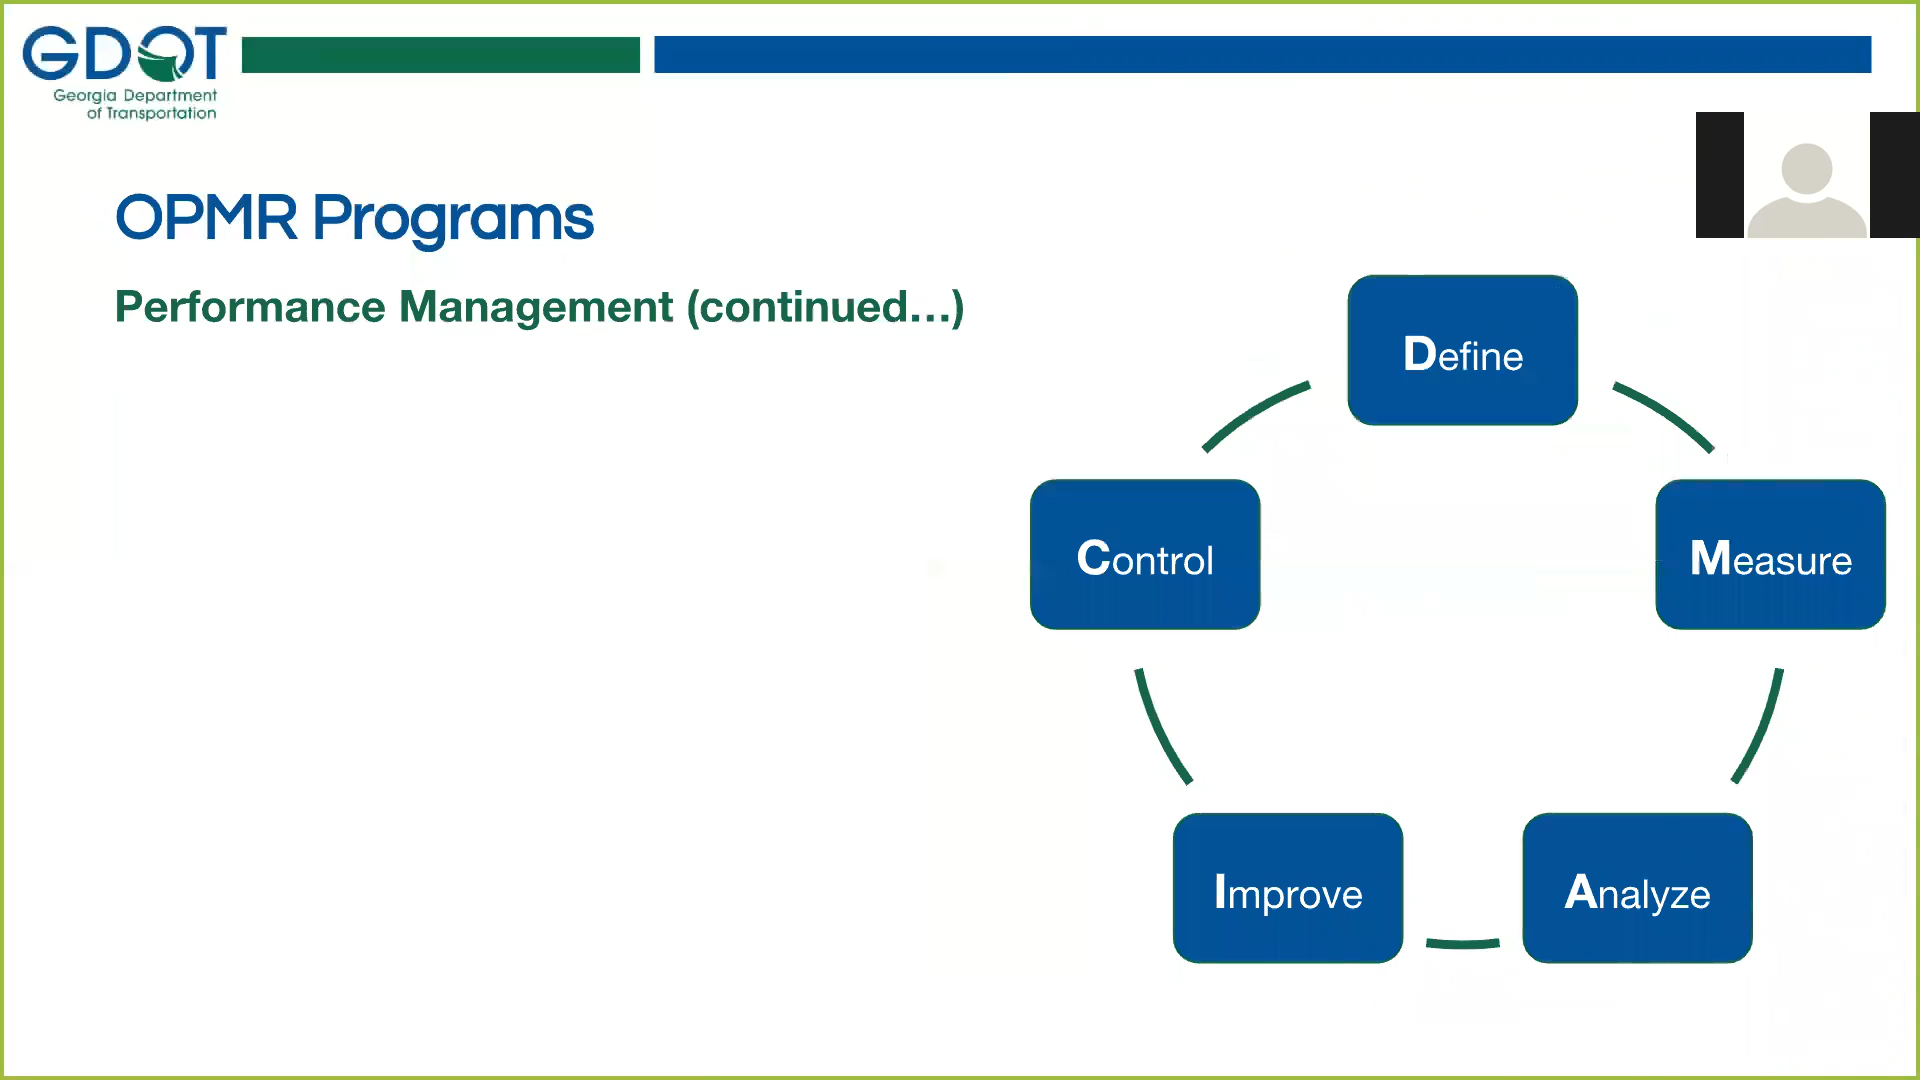 GDOT
Georgia Department
of Transportation
OPMR Programs
Performance Management (continued...)
Define
Control
Measure
Improve
Analyze